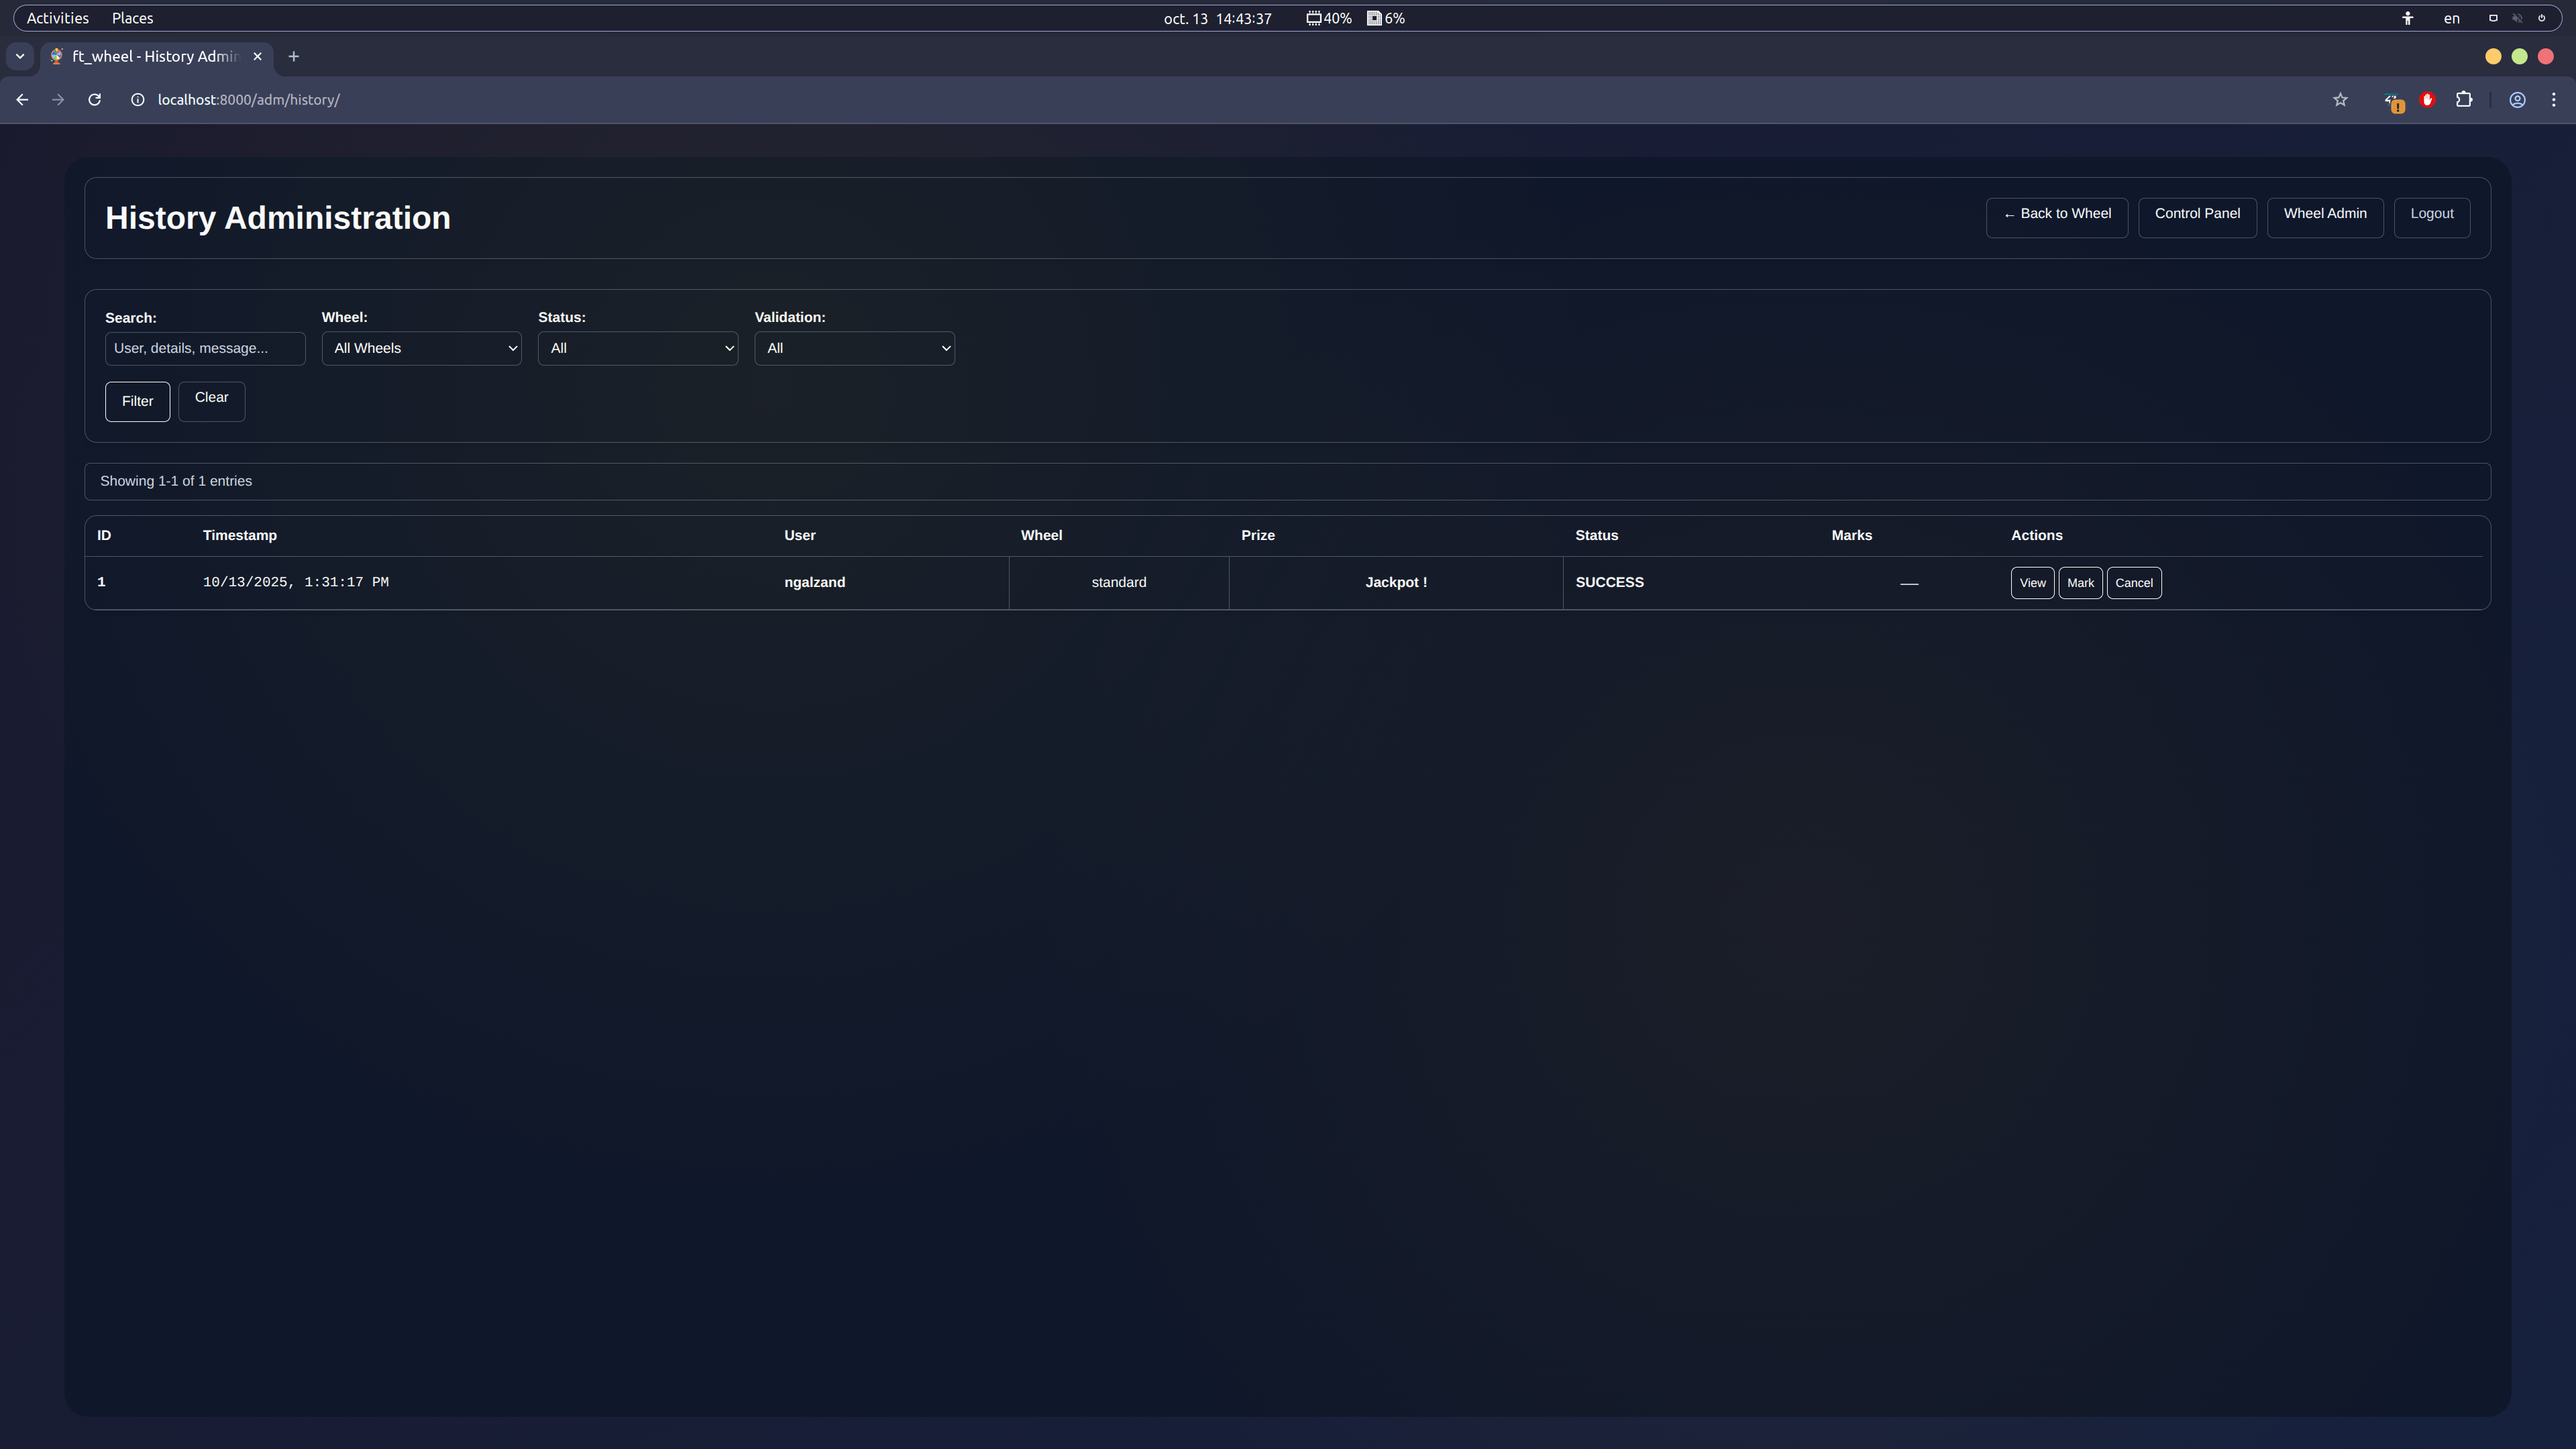 Activities Places oct. 13 14:43:37 40% 6% en
ft_wheel - History Admin
localhost:8000/adm/history/
History Administration ← Back to Wheel Control Panel Wheel Admin Logout
Search: Wheel: Status: Validation:
User, details, message... All Wheels All All
Filter Clear
Showing 1-1 of 1 entries
ID Timestamp User Wheel Prize Status Marks Actions
1 10/13/2025, 1:31:17 PM ngalzand standard Jackpot ! SUCCESS — View Mark Cancel